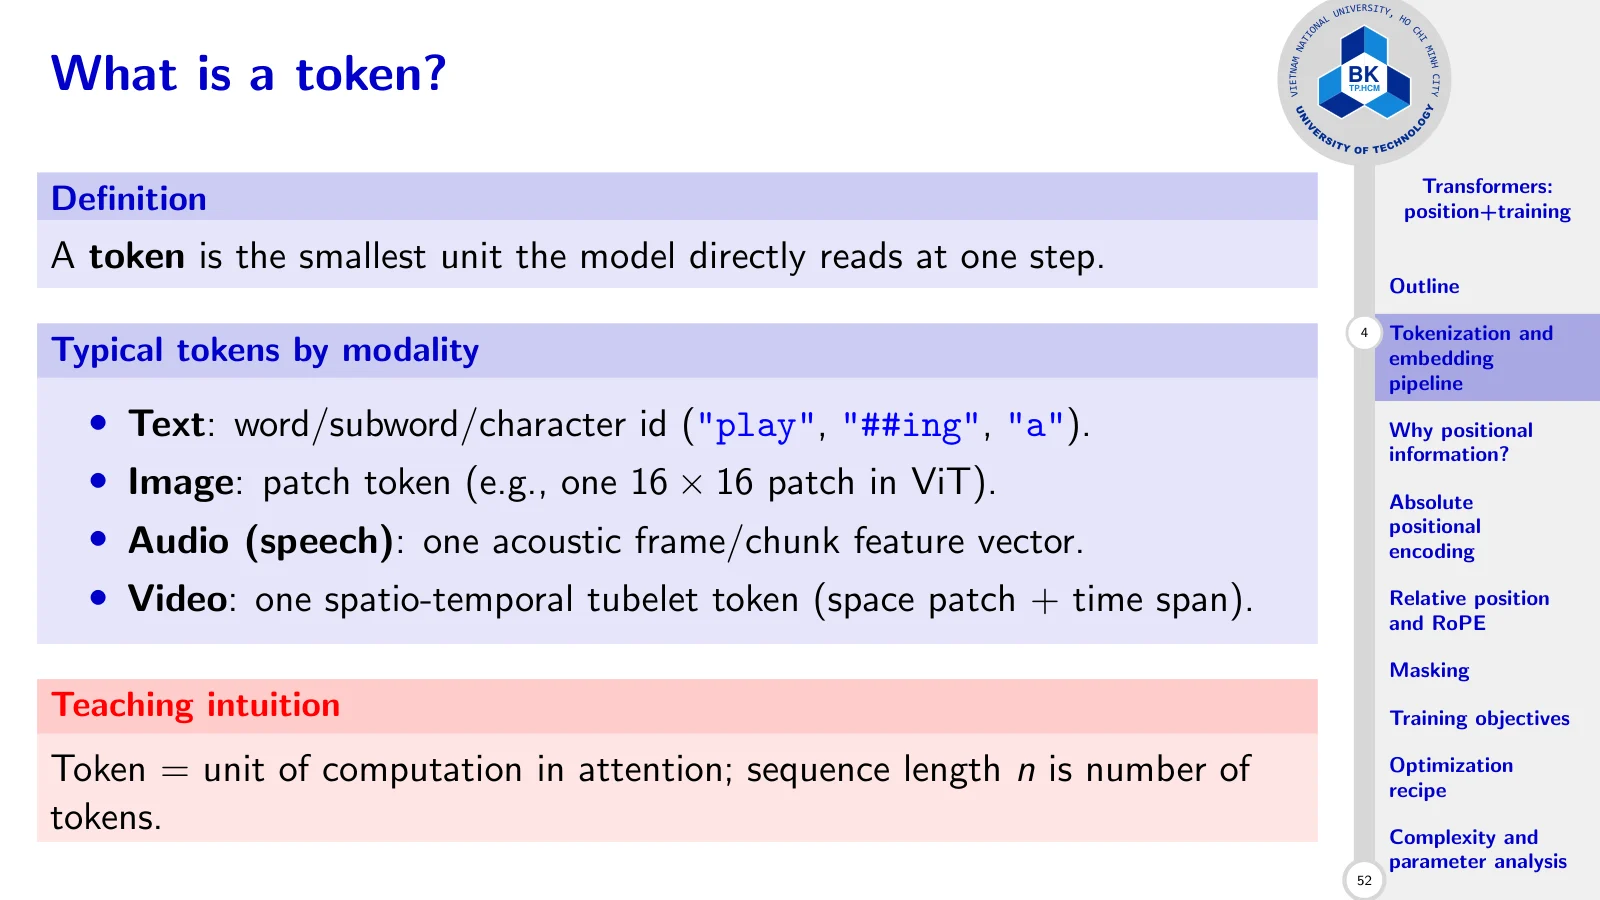 What is a token?
Definition
A token is the smallest unit the model directly reads at one step.
Typical tokens by modality
• Text: word/subword/character id ("play", "##ing", "a").
• Image: patch token (e.g., one 16 × 16 patch in ViT).
• Audio (speech): one acoustic frame/chunk feature vector.
• Video: one spatio-temporal tubelet token (space patch + time span).
Teaching intuition
Token = unit of computation in attention; sequence length n is number of
tokens.
VIETNAM NATIONAL UNIVERSITY, HO CHI MINH CITY
BK
TP.HCM
UNIVERSITY OF TECHNOLOGY
Transformers:
position+training
Outline
4
Tokenization and
embedding
pipeline
Why positional
information?
Absolute
positional
encoding
Relative position
and RoPE
Masking
Training objectives
Optimization
recipe
Complexity and
parameter analysis
52